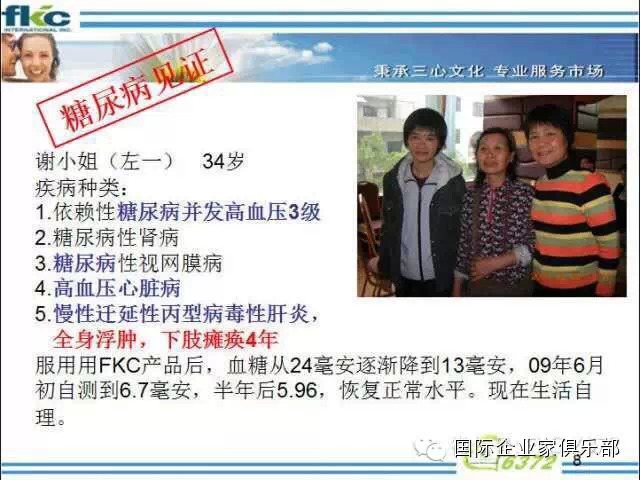 fkc
INTERNATIONAL INC.
秉承三心文化 专业服务市场
糖尿病见证
谢小姐（左一） 34岁
疾病种类：
1.依赖性糖尿病并发高血压3级
2.糖尿病性肾病
3.糖尿病性视网膜病
4.高血压心脏病
5.慢性迁延性丙型病毒性肝炎，
全身浮肿，下肢瘫痪4年
服用用FKC产品后，血糖从24毫安逐渐降到13毫安，09年6月
初自测到6.7毫安，半年后5.96，恢复正常水平。现在生活自
理。
国际企业家俱乐部
6372 8